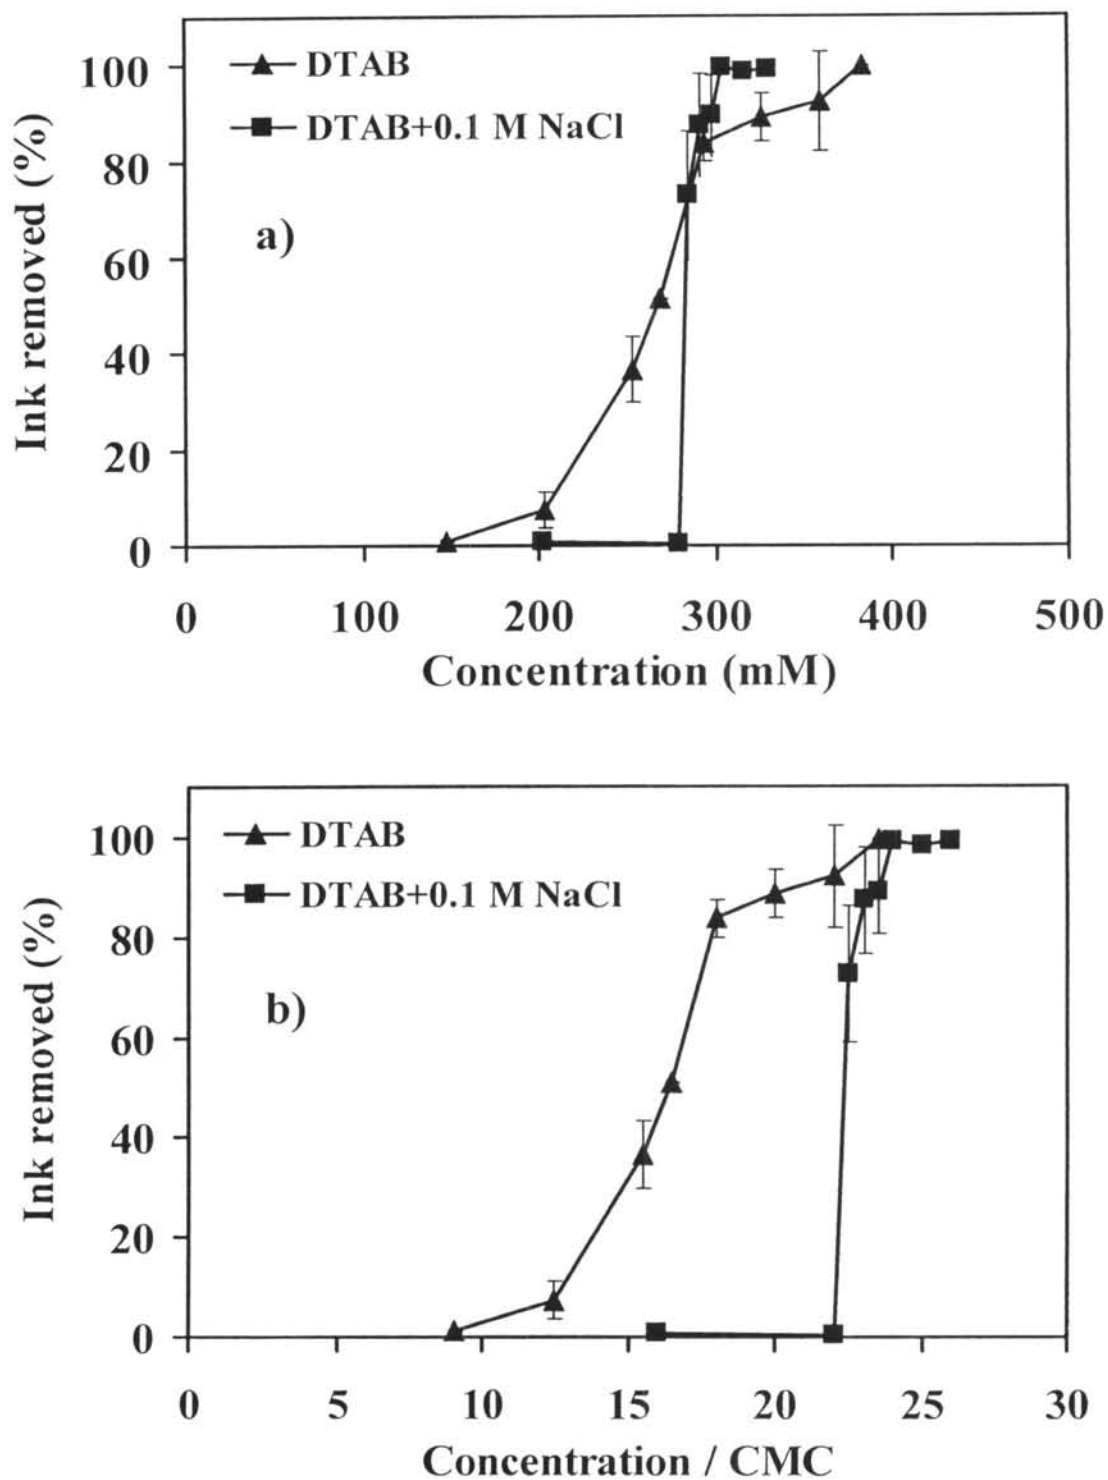 100
80
60
40
20
0
Ink removed (%)
DTAB
DTAB+0.1 M NaCl
a)
0 100 200 300 400 500
Concentration (mM)
100
80
60
40
20
0
Ink removed (%)
DTAB
DTAB+0.1 M NaCl
b)
0 5 10 15 20 25 30
Concentration / CMC